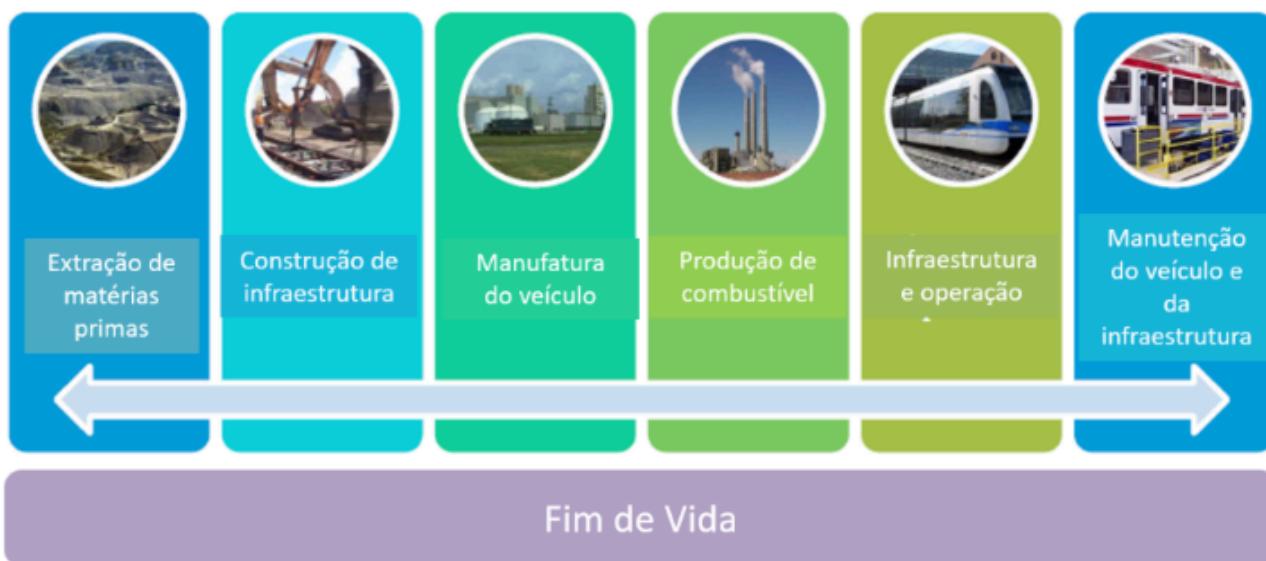 Extração de
matérias
primas
Construção de
infraestrutura
Manufatura
do veículo
Produção de
combustível
Infraestrutura
e operação
Manutenção
do veículo e
da
infraestrutura
Fim de Vida